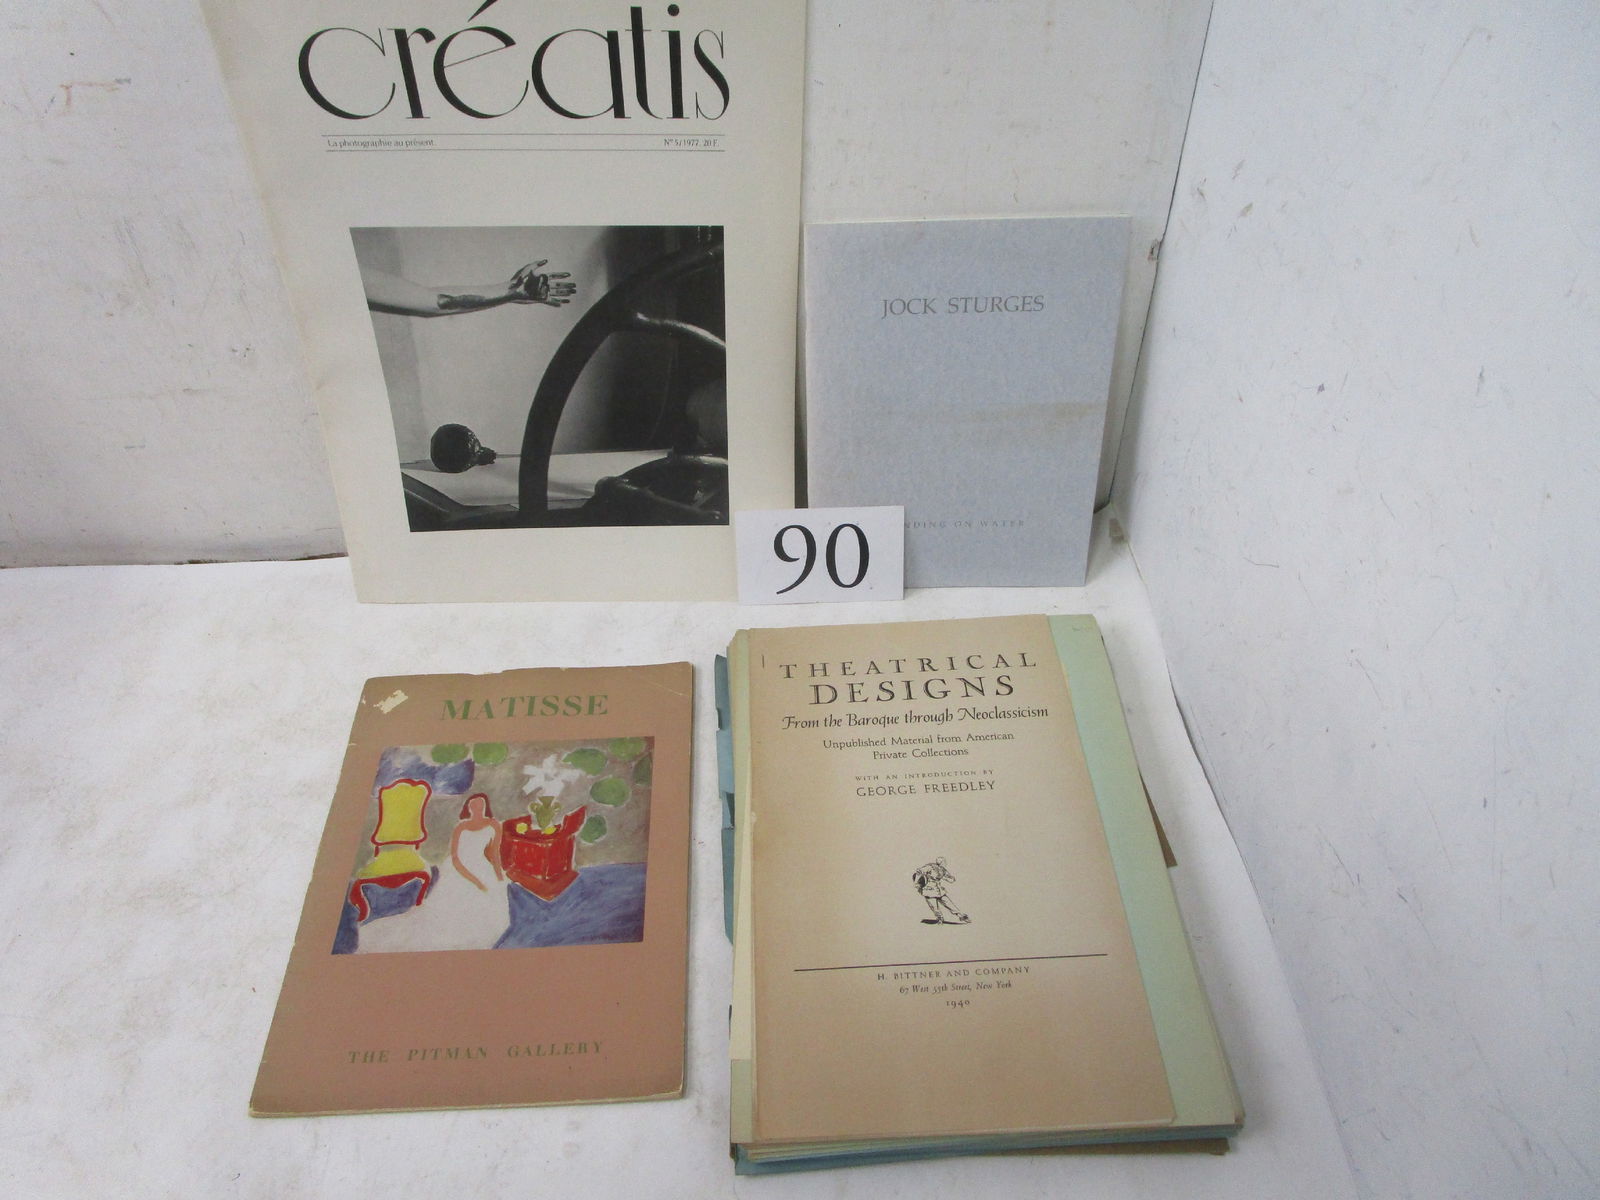 créatis
La photographie au présent.
N° 5/1977. 20 F.
JOCK STURGES
NDING ON WATER
90
MATISSE
THE PITMAN GALLERY
THEATRICAL
DESIGNS
From the Baroque through Neoclassicism
Unpublished Material from American
Private Collections
WITH AN INTRODUCTION BY
GEORGE FREEDLEY
H. BITTNER AND COMPANY
67 West 55th Street, New York
1940